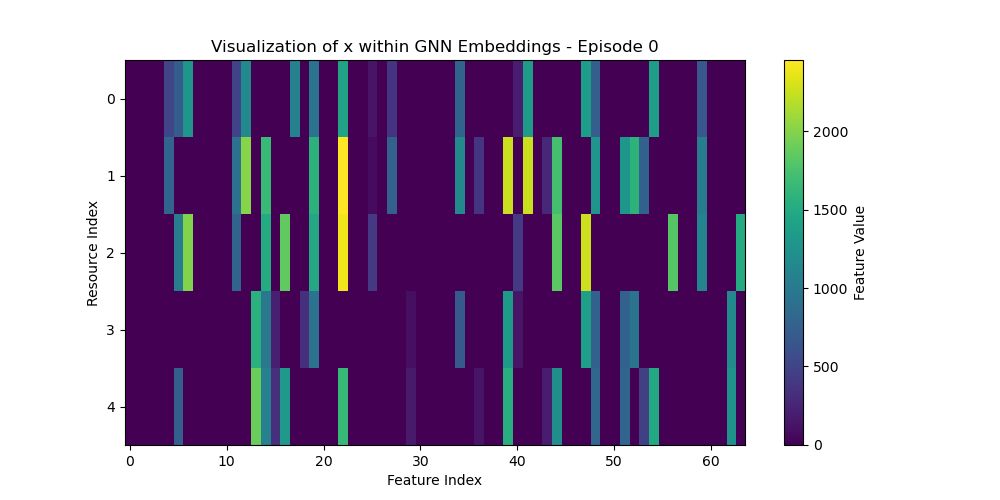 Visualization of x within GNN Embeddings - Episode 0
Resource Index
0
1
2
3
4
0 10 20 30 40 50 60
Feature Index
2000
1500
1000
500
0
Feature Value